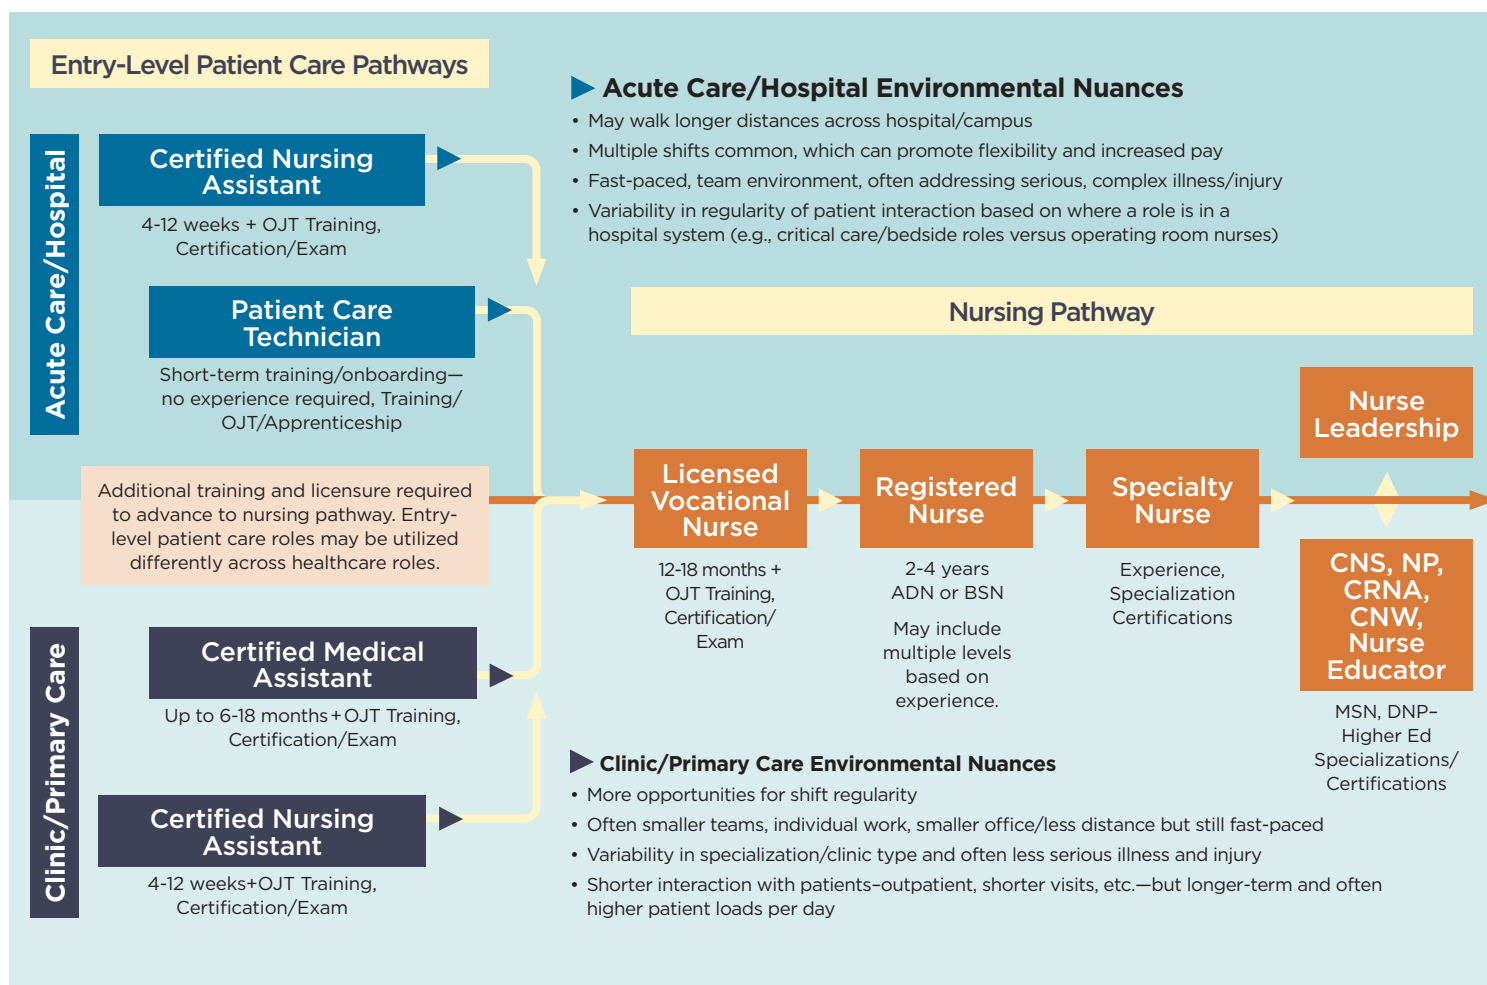 Entry-Level Patient Care Pathways
Acute Care/Hospital
Certified Nursing
Assistant
4-12 weeks + OJT Training,
Certification/Exam
Patient Care
Technician
Short-term training/onboarding—
no experience required, Training/
OJT/Apprenticeship
Acute Care/Hospital Environmental Nuances
• May walk longer distances across hospital/campus
• Multiple shifts common, which can promote flexibility and increased pay
• Fast-paced, team environment, often addressing serious, complex illness/injury
• Variability in regularity of patient interaction based on where a role is in a
hospital system (e.g., critical care/bedside roles versus operating room nurses)
Additional training and licensure required
to advance to nursing pathway. Entry-
level patient care roles may be utilized
differently across healthcare roles.
Nursing Pathway
Licensed
Vocational
Nurse
12-18 months +
OJT Training,
Certification/
Exam
Registered
Nurse
2-4 years
ADN or BSN
May include
multiple levels
based on
experience.
Specialty
Nurse
Experience,
Specialization
Certifications
Nurse
Leadership
CNS, NP,
CRNA,
CNW,
Nurse
Educator
MSN, DNP–
Higher Ed
Specializations/
Certifications
Clinic/Primary Care
Certified Medical
Assistant
Up to 6-18 months+OJT Training,
Certification/Exam
Certified Nursing
Assistant
4-12 weeks+OJT Training,
Certification/Exam
Clinic/Primary Care Environmental Nuances
• More opportunities for shift regularity
• Often smaller teams, individual work, smaller office/less distance but still fast-paced
• Variability in specialization/clinic type and often less serious illness and injury
• Shorter interaction with patients–outpatient, shorter visits, etc.—but longer-term and often
higher patient loads per day